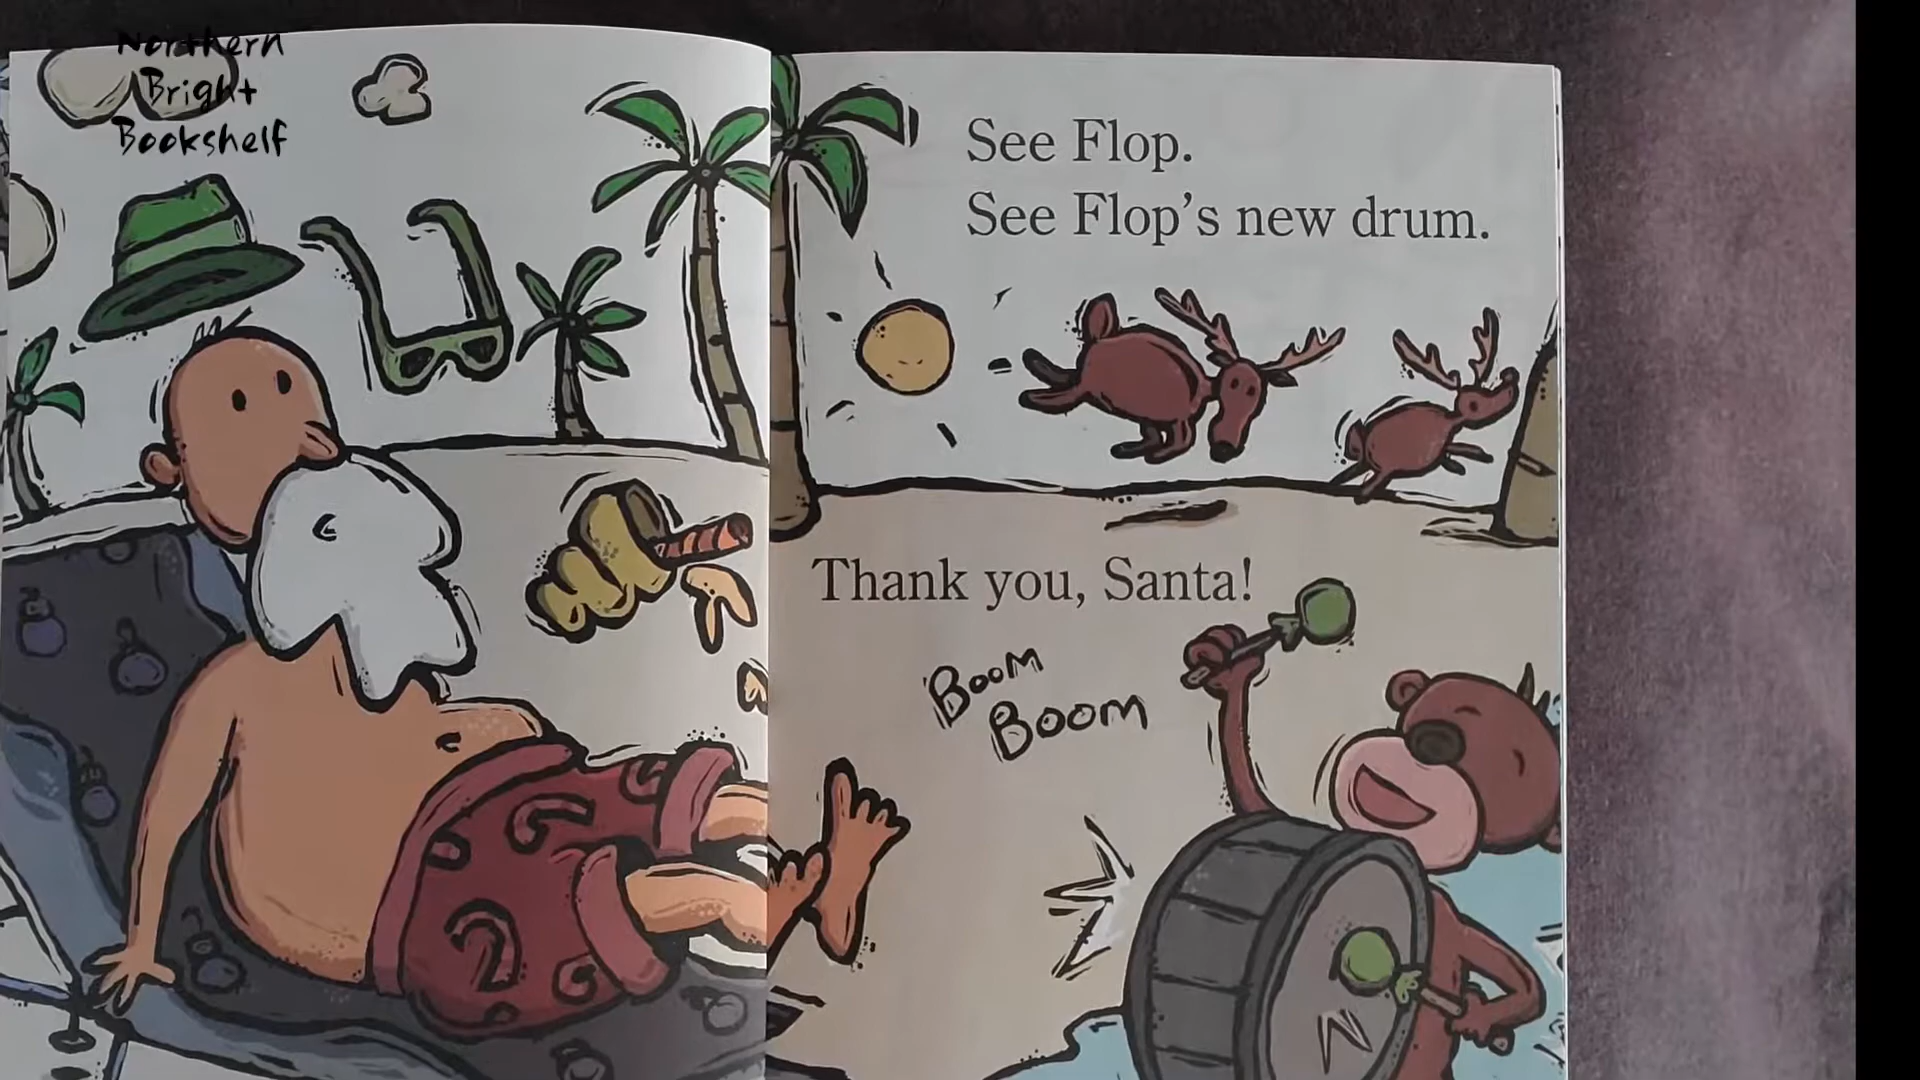 Northern
Bright
Bookshelf
See Flop.
See Flop's new drum.
Thank you, Santa!
BOOM
BOOM